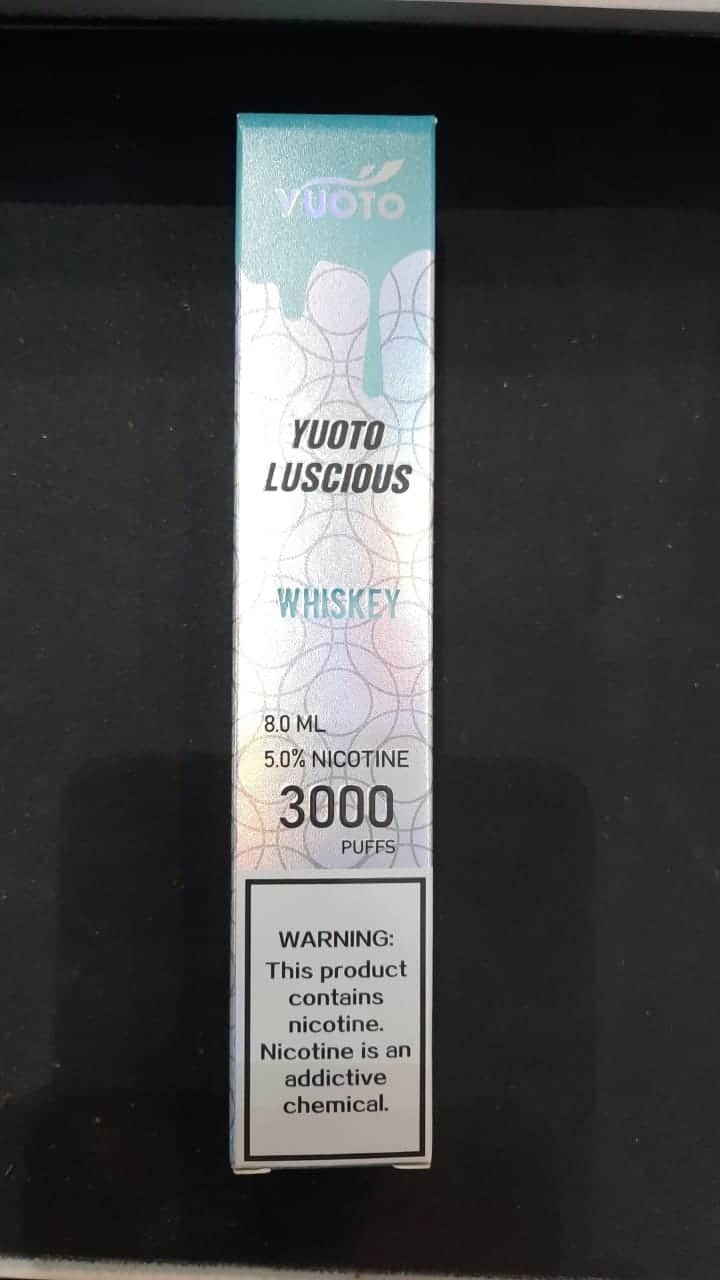 YUOTO
YUOTO
LUSCIOUS
WHISKEY
8.0 ML
5.0% NICOTINE
3000
PUFFS
WARNING:
This product
contains
nicotine.
Nicotine is an
addictive
chemical.